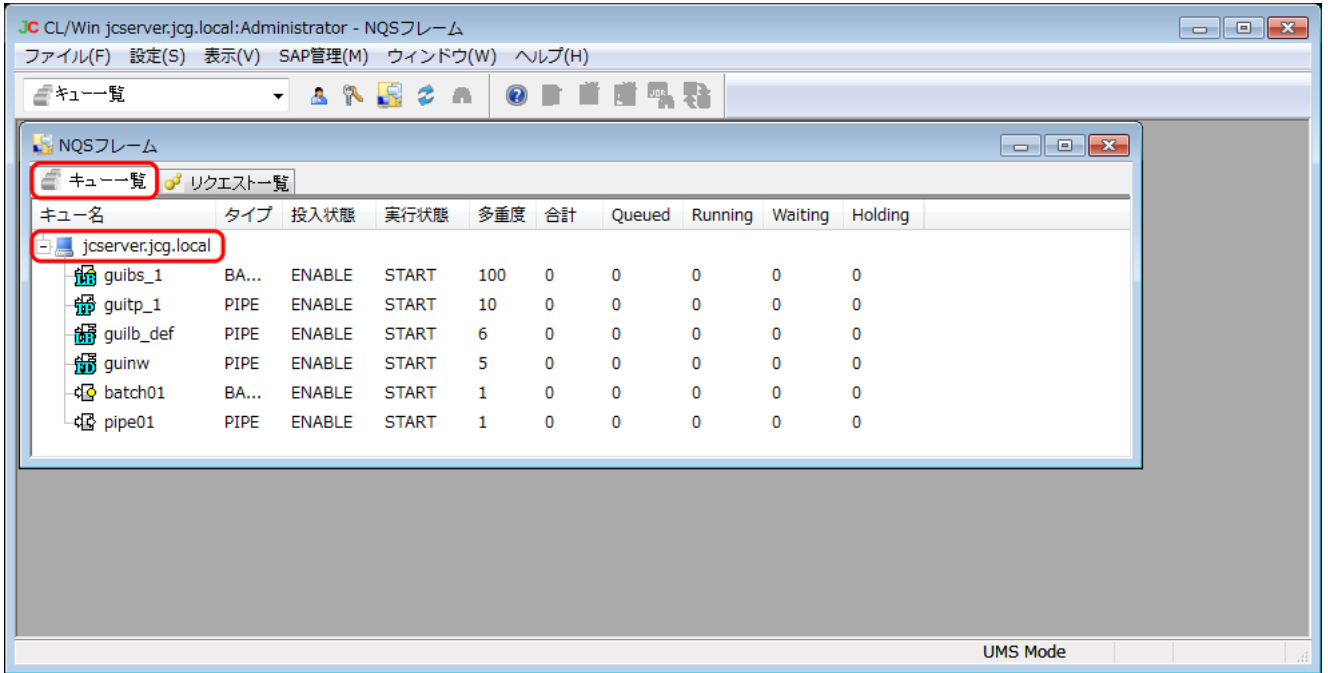 JC CL/Win jcserver.jcg.local:Administrator - NQSフレーム
ファイル(F) 設定(S) 表示(V) SAP管理(M) ウィンドウ(W) ヘルプ(H)
キュー一覧
NQSフレーム
キュー一覧 リクエスト一覧
キュー名 タイプ 投入状態 実行状態 多重度 合計 Queued Running Waiting Holding
jcserver.jcg.local
guibs_1 BA... ENABLE START 100 0 0 0 0 0
guitp_1 PIPE ENABLE START 10 0 0 0 0 0
guilb_def PIPE ENABLE START 6 0 0 0 0 0
guinw PIPE ENABLE START 5 0 0 0 0 0
batch01 BA... ENABLE START 1 0 0 0 0 0
pipe01 PIPE ENABLE START 1 0 0 0 0 0
UMS Mode